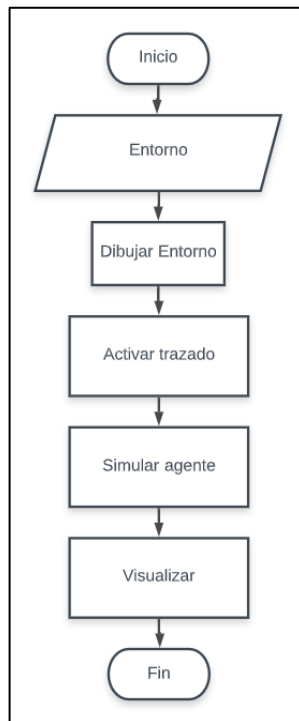 Inicio
Entorno
Dibujar Entorno
Activar trazado
Simular agente
Visualizar
Fin